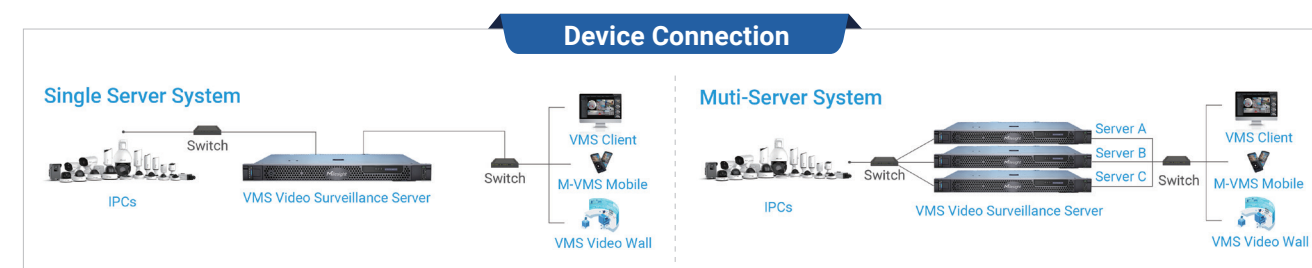 Device Connection
Single Server System
Switch
IPCs
VMS Video Surveillance Server
Switch
VMS Client
M-VMS Mobile
VMS Video Wall
Muti-Server System
IPCs
Switch
Server A
Server B
Server C
VMS Video Surveillance Server
Switch
VMS Client
M-VMS Mobile
VMS Video Wall